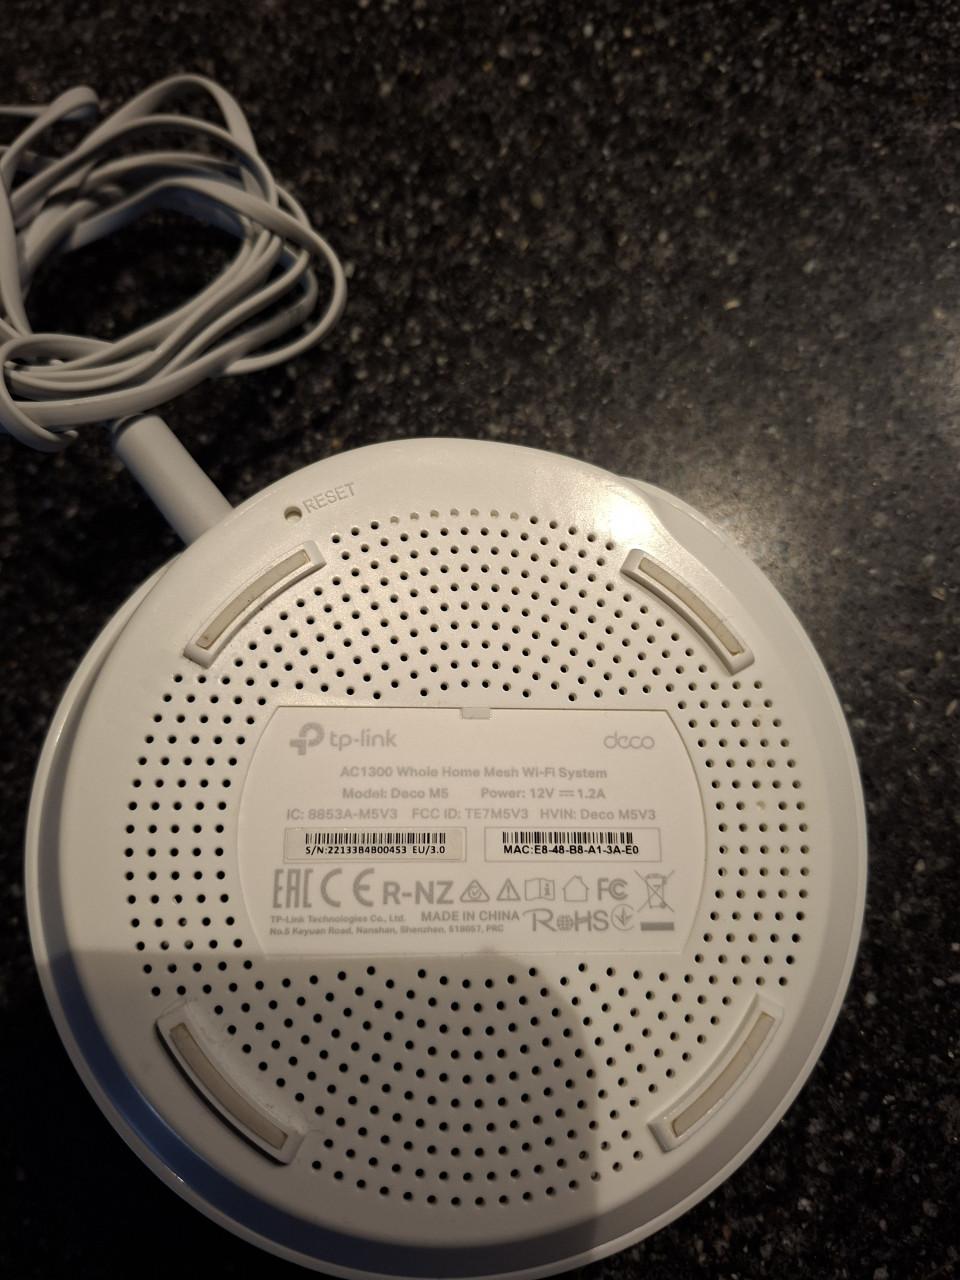 RESET
tp-link deco
AC1300 Whole Home Mesh Wi-Fi System
Model: Deco M5 Power: 12V ⎓ 1.2A
IC: 8853A-M5V3 FCC ID: TE7M5V3 HVIN: Deco M5V3
S/N:22133B4B00453 EU/3.0 MAC:E8-48-B8-A1-3A-E0
EAC CE R-NZ FC
TP-Link Technologies Co., Ltd. MADE IN CHINA RoHS
No.5 Keyuan Road, Nanshan, Shenzhen, 518057, PRC